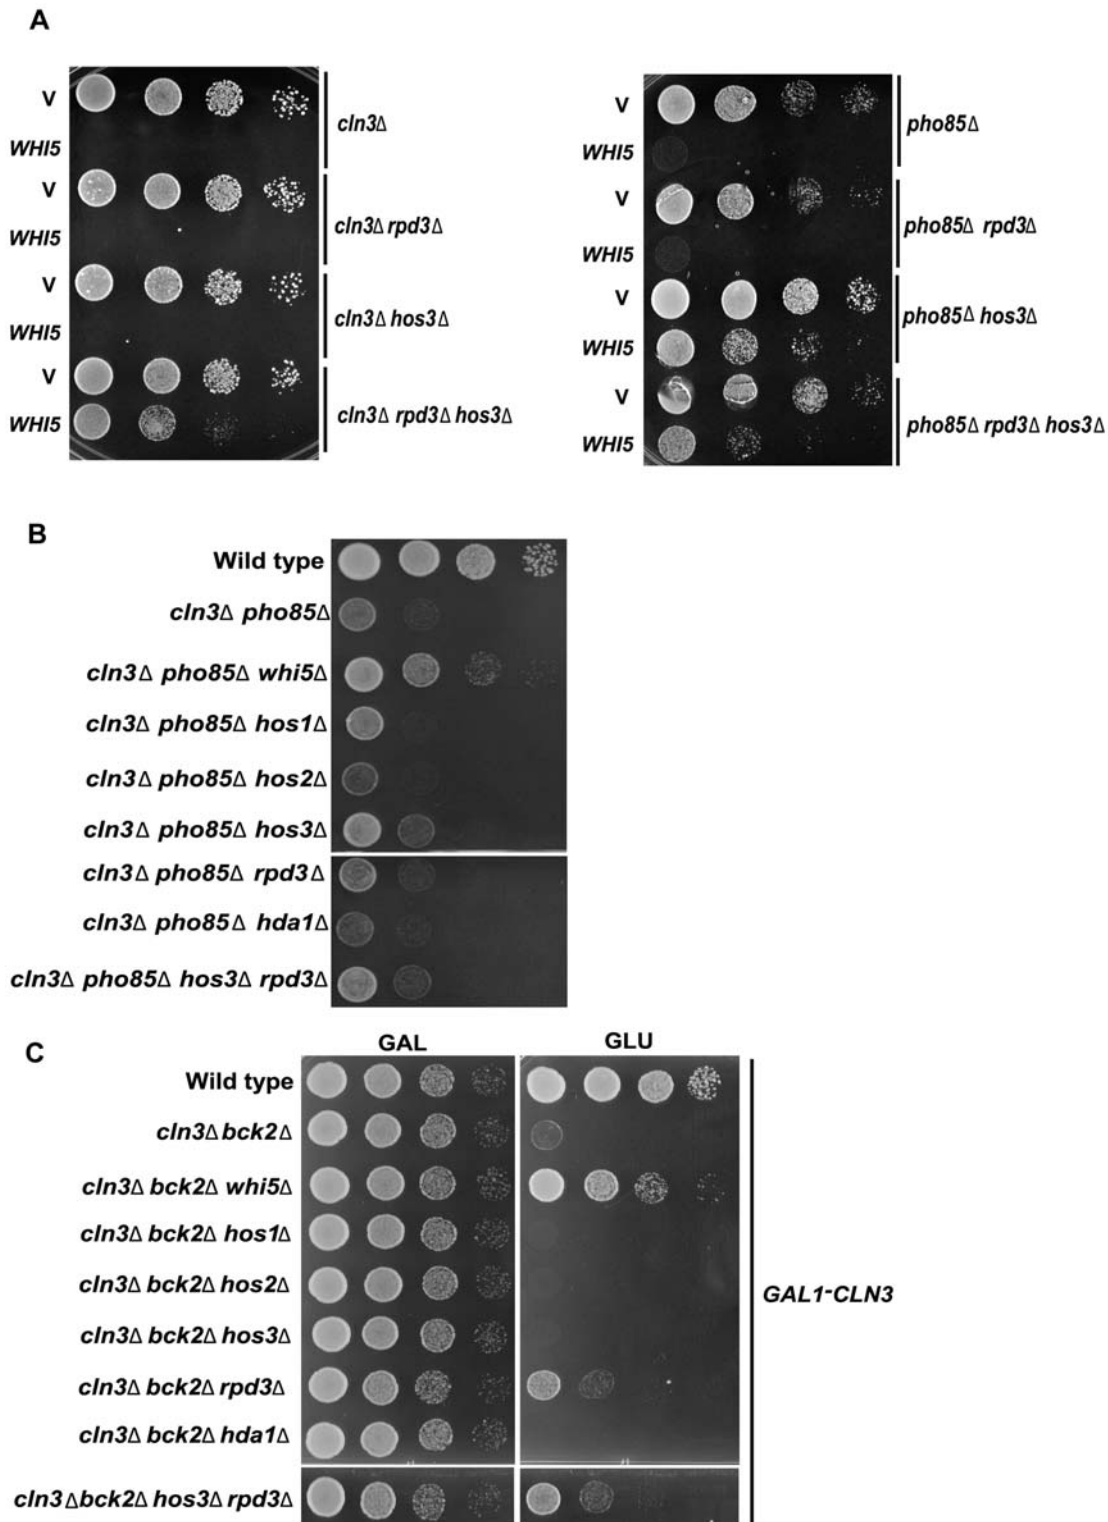 A
V
WHI5
cln3Δ
V
WHI5
cln3Δ rpd3Δ
V
WHI5
cln3Δ hos3Δ
V
WHI5
cln3Δ rpd3Δ hos3Δ
V
WHI5
pho85Δ
V
WHI5
pho85Δ rpd3Δ
V
WHI5
pho85Δ hos3Δ
V
WHI5
pho85Δ rpd3Δ hos3Δ
B
Wild type
cln3Δ pho85Δ
cln3Δ pho85Δ whi5Δ
cln3Δ pho85Δ hos1Δ
cln3Δ pho85Δ hos2Δ
cln3Δ pho85Δ hos3Δ
cln3Δ pho85Δ rpd3Δ
cln3Δ pho85Δ hda1Δ
cln3Δ pho85Δ hos3Δ rpd3Δ
C
GAL GLU
Wild type
cln3Δ bck2Δ
cln3Δ bck2Δ whi5Δ
cln3Δ bck2Δ hos1Δ
cln3Δ bck2Δ hos2Δ
cln3Δ bck2Δ hos3Δ
cln3Δ bck2Δ rpd3Δ
cln3Δ bck2Δ hda1Δ
cln3Δbck2Δ hos3Δ rpd3Δ
GAL1-CLN3